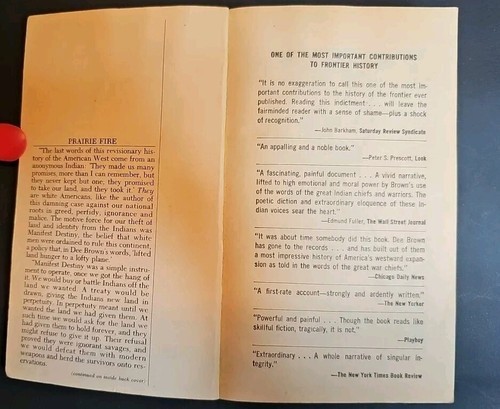 PRAIRIE FIRE
"The last words of this revisionary his-
tory of the American West come from an
anonymous Indian: 'They made us many
promises, more than I can remember, but
they never kept but one; they promised
to take our land, and they took it.' They
are white Americans, like the author of
this damning case against our national
roots in greed, perfidy, ignorance and
malice. The motive force for our theft of
land and identity from the Indians was
Manifest Destiny, the belief that white
men were ordained to rule this continent,
a policy that, in Dee Brown's words, 'lifted
land hunger to a lofty plane.'
"Manifest Destiny was a simple instru-
ment to operate, once we got the hang of
it. We would buy or battle Indians off the
land we wanted. A treaty would be
drawn, giving the Indians new land in
perpetuity. In perpetuity meant until we
wanted the land we had given them. At
such time we would ask for the land we
had given them to hold forever, and they
might refuse to give it up. Their refusal
proved they were ignorant savages, and
we would defeat them with modern
weapons and herd the survivors onto res-
ervations.
(continued on inside back cover)
ONE OF THE MOST IMPORTANT CONTRIBUTIONS
TO FRONTIER HISTORY
"It is no exaggeration to call this one of the most im-
portant contributions to the history of the frontier ever
published. Reading this indictment . . . will leave the
fairminded reader with a sense of shame—plus a shock
of recognition."
—John Barkham, Saturday Review Syndicate
"An appalling and noble book."
—Peter S. Prescott, Look
"A fascinating, painful document . . . A vivid narrative,
lifted to high emotional and moral power by Brown's use
of the words of the great Indian chiefs and warriors. The
poetic diction and extraordinary eloquence of these In-
dian voices sear the heart."
—Edmund Fuller, The Wall Street Journal
"It was about time somebody did this book. Dee Brown
has gone to the records . . . and has built out of them
a most impressive history of America's westward expan-
sion as told in the words of the great war chiefs."
—Chicago Daily News
"A first-rate account—strongly and ardently written."
—The New Yorker
"Powerful and painful . . . Though the book reads like
skillful fiction, tragically, it is not."
—Playboy
"Extraordinary . . . A whole narrative of singular in-
tegrity."
—The New York Times Book Review